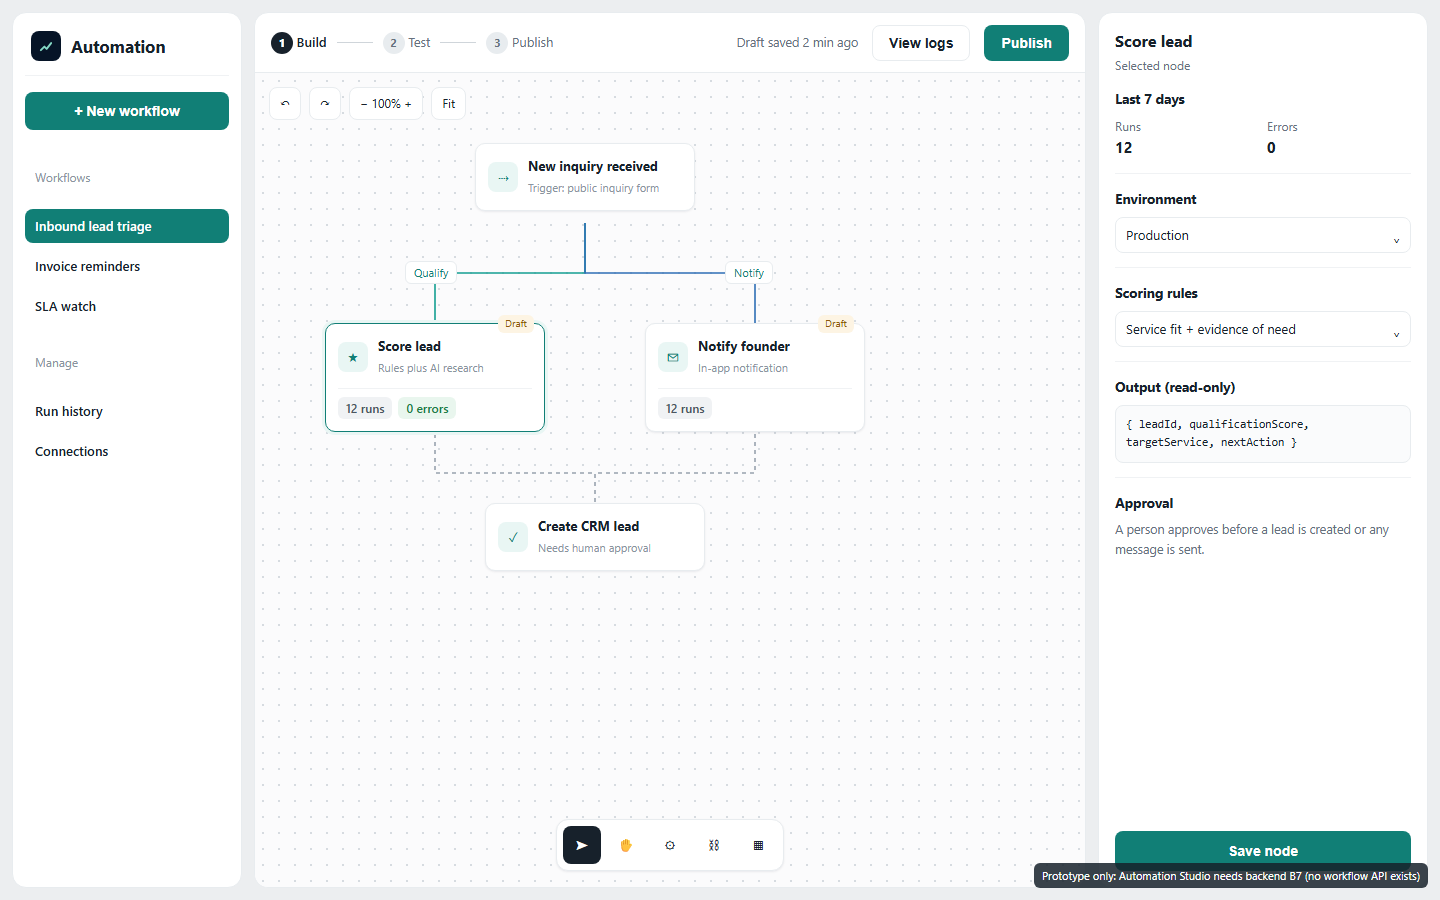 Automation
+ New workflow
Workflows
Inbound lead triage
Invoice reminders
SLA watch
Manage
Run history
Connections
1 Build
2 Test
3 Publish
Draft saved 2 min ago
View logs
Publish
− 100% +
Fit
New inquiry received
Trigger: public inquiry form
Qualify
Notify
Draft
Score lead
Rules plus AI research
12 runs
0 errors
Draft
Notify founder
In-app notification
12 runs
Create CRM lead
Needs human approval
Score lead
Selected node
Last 7 days
Runs
Errors
12
0
Environment
Production
Scoring rules
Service fit + evidence of need
Output (read-only)
{ leadId, qualificationScore,
targetService, nextAction }
Approval
A person approves before a lead is created or any
message is sent.
Save node
Prototype only: Automation Studio needs backend B7 (no workflow API exists)